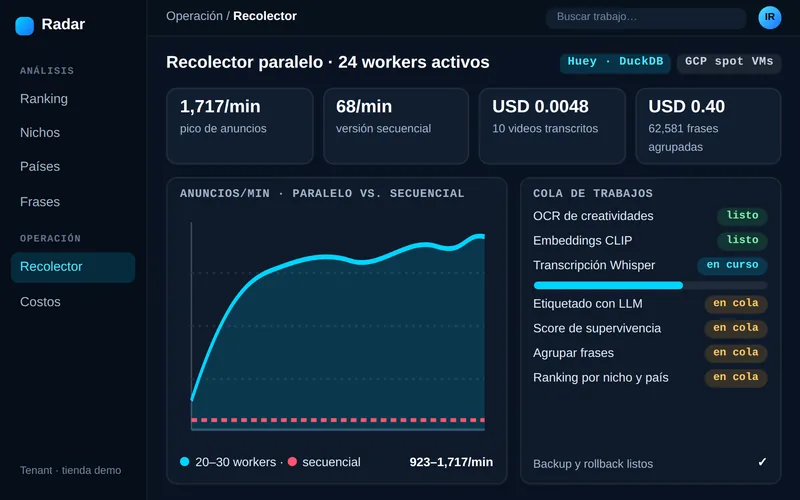 Radar
Operación / Recolector
Buscar trabajo…
IR
ANÁLISIS
Ranking
Nichos
Países
Frases
OPERACIÓN
Recolector
Costos
Tenant · tienda demo
Recolector paralelo · 24 workers activos
Huey · DuckDB
GCP spot VMs
1,717/min
pico de anuncios
68/min
versión secuencial
USD 0.0048
10 videos transcritos
USD 0.40
62,581 frases
agrupadas
ANUNCIOS/MIN · PARALELO VS. SECUENCIAL
20–30 workers ·
secuencial
923–1,717/min
COLA DE TRABAJOS
OCR de creatividades listo
Embeddings CLIP listo
Transcripción Whisper en curso
Etiquetado con LLM en cola
Score de supervivencia en cola
Agrupar frases en cola
Ranking por nicho y país en cola
Backup y rollback listos ✓